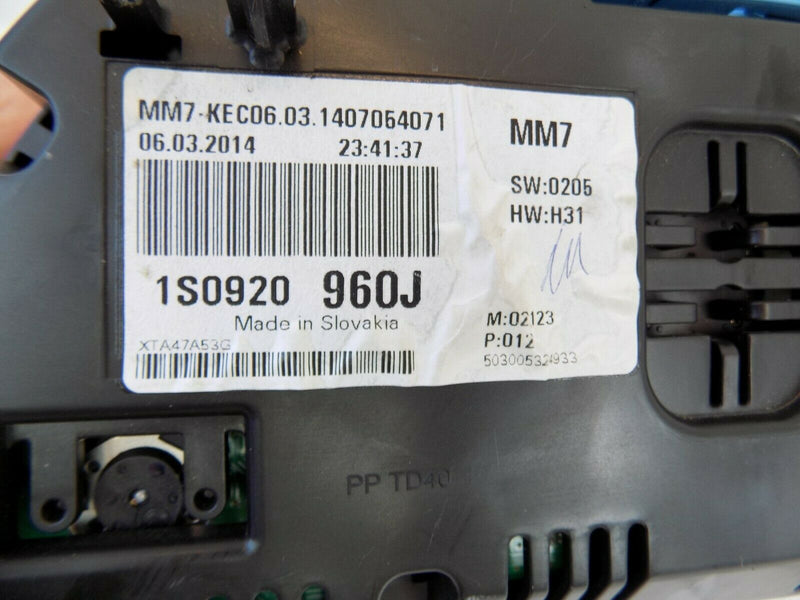 MM7-KEC06.03.1407064071
06.03.2014 23:41:37
1S0920 960J
Made in Slovakia
XTA47A53G
MM7
SW:0205
HW:H31
M:02123
P:012
PP TD40